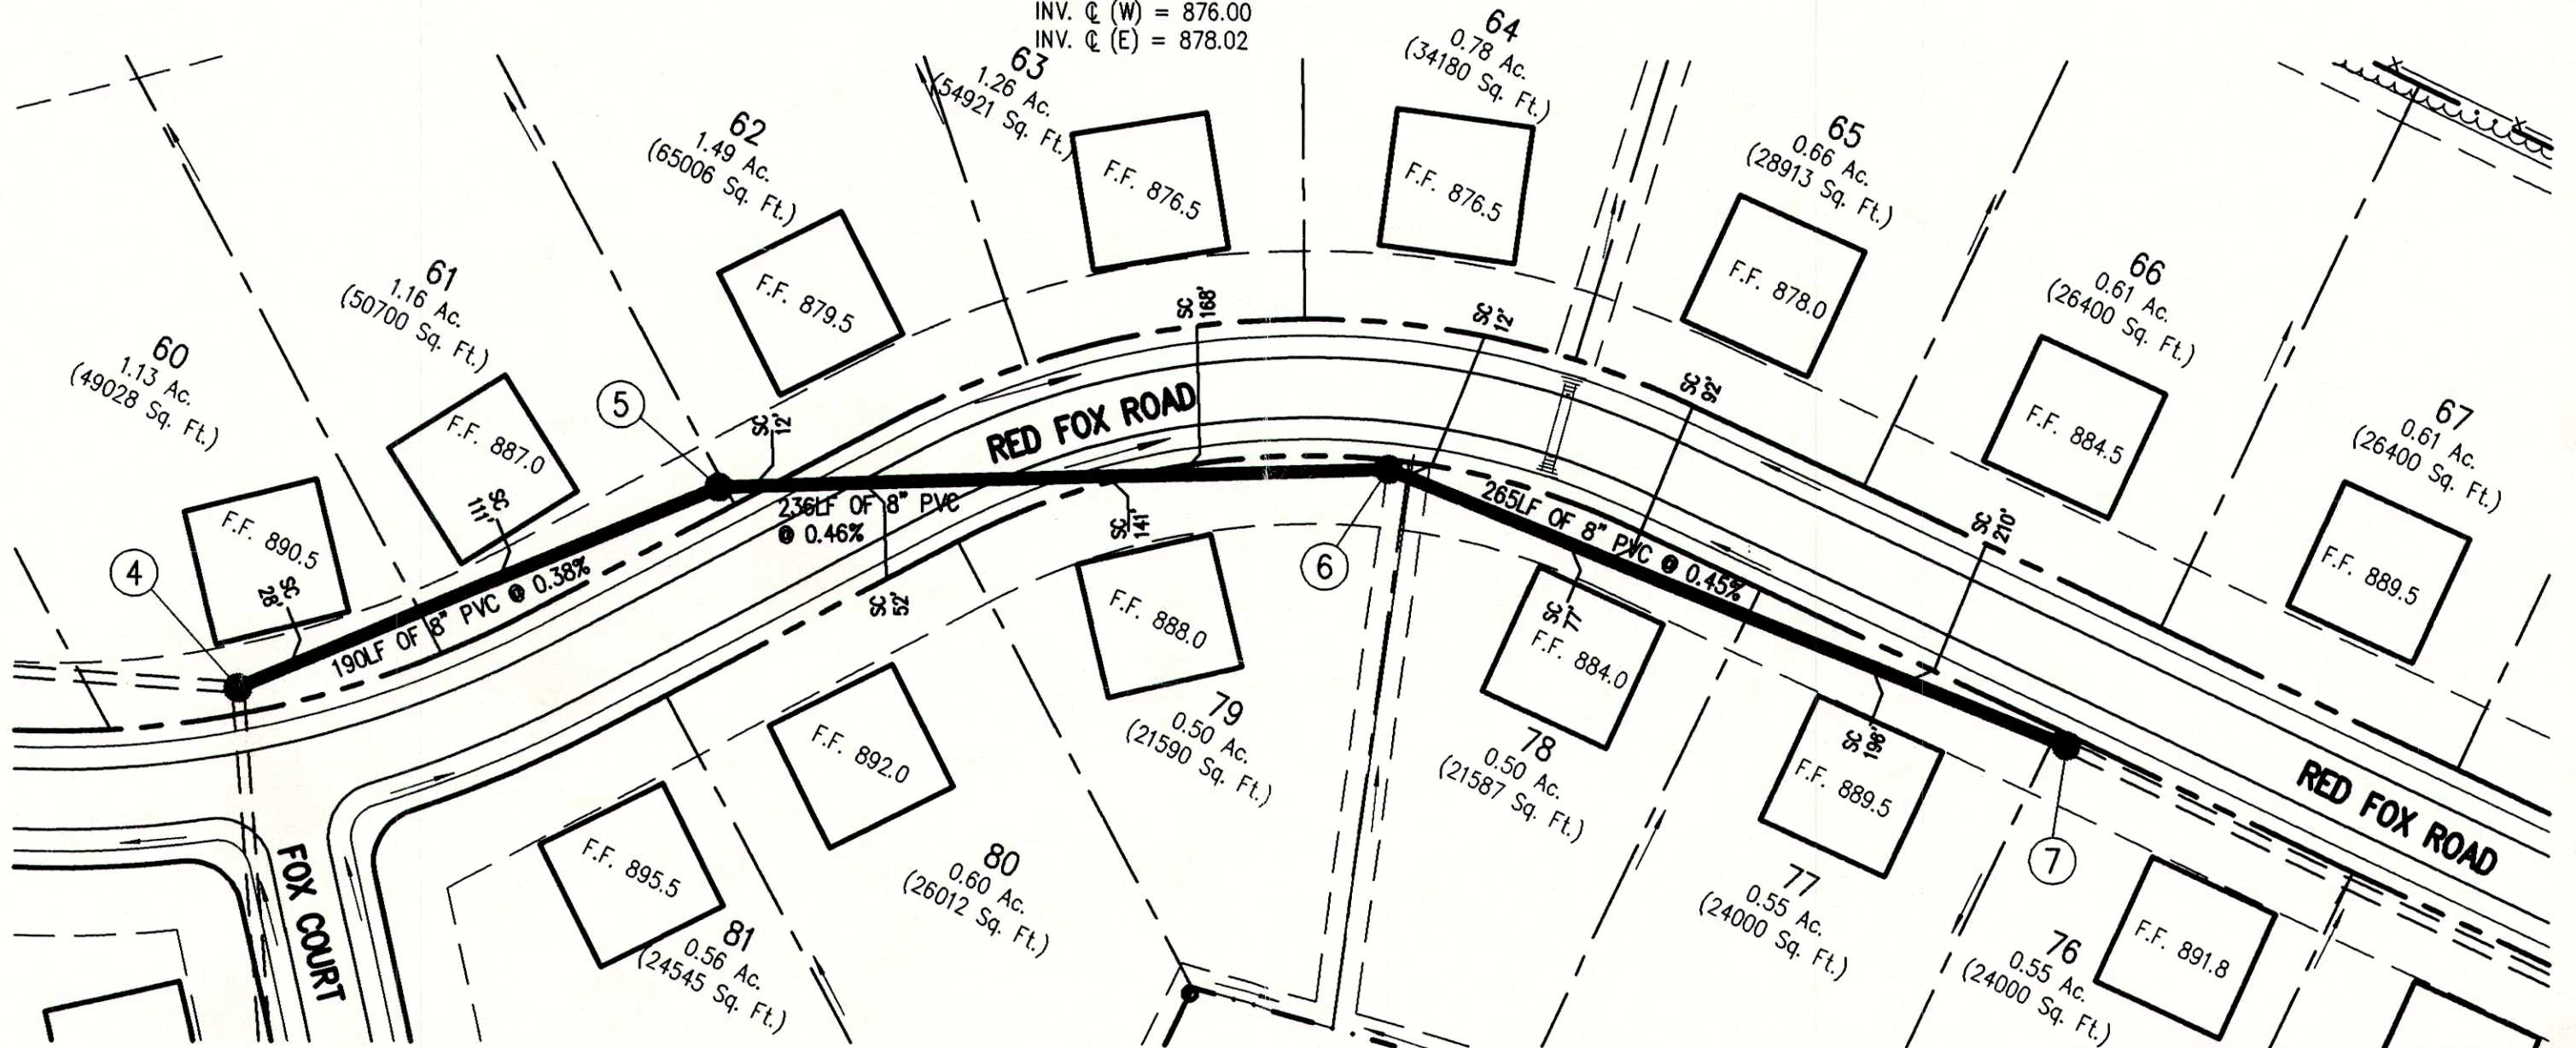 INV. ℄ (W) = 876.00
INV. ℄ (E) = 878.02
60
1.13 Ac.
(49028 Sq. Ft.)
F.F. 890.5
61
1.16 Ac.
(50700 Sq. Ft.)
F.F. 887.0
62
1.49 Ac.
(65006 Sq. Ft.)
F.F. 879.5
63
1.26 Ac.
(54921 Sq. Ft.)
F.F. 876.5
64
0.78 Ac.
(34180 Sq. Ft.)
F.F. 876.5
65
0.66 Ac.
(28913 Sq. Ft.)
F.F. 878.0
66
0.61 Ac.
(26400 Sq. Ft.)
F.F. 884.5
67
0.61 Ac.
(26400 Sq. Ft.)
F.F. 889.5
4
5
6
7
SC
28'
SC
111'
SC
12'
SC
168'
SC
12'
SC
92'
SC
210'
SC
52'
SC
141'
SC
77'
SC
196'
190LF OF 8" PVC @ 0.38%
236LF OF 8" PVC
@ 0.46%
265LF OF 8" PVC @ 0.45%
RED FOX ROAD
RED FOX ROAD
FOX COURT
F.F. 895.5
81
0.56 Ac.
(24545 Sq. Ft.)
F.F. 892.0
80
0.60 Ac.
(26012 Sq. Ft.)
F.F. 888.0
79
0.50 Ac.
(21590 Sq. Ft.)
F.F. 884.0
78
0.50 Ac.
(21587 Sq. Ft.)
F.F. 889.5
77
0.55 Ac.
(24000 Sq. Ft.)
F.F. 891.8
76
0.55 Ac.
(24000 Sq. Ft.)